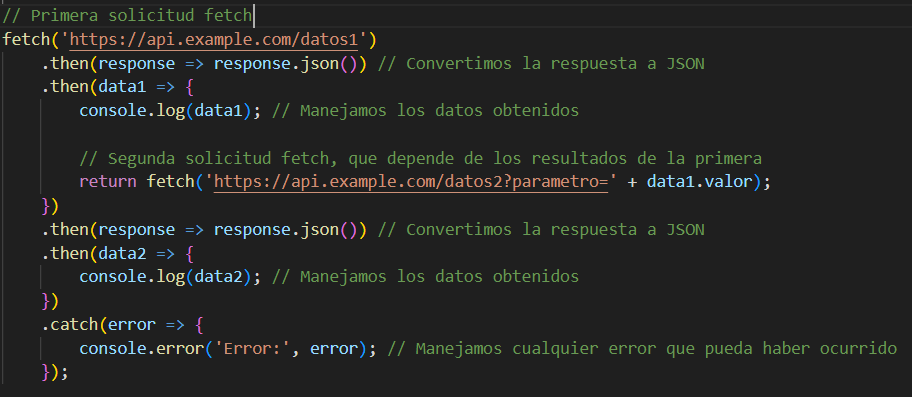 // Primera solicitud fetch
fetch('https://api.example.com/datos1')
    .then(response => response.json()) // Convertimos la respuesta a JSON
    .then(data1 => {
        console.log(data1); // Manejamos los datos obtenidos

        // Segunda solicitud fetch, que depende de los resultados de la primera
        return fetch('https://api.example.com/datos2?parametro=' + data1.valor);
    })
    .then(response => response.json()) // Convertimos la respuesta a JSON
    .then(data2 => {
        console.log(data2); // Manejamos los datos obtenidos
    })
    .catch(error => {
        console.error('Error:', error); // Manejamos cualquier error que pueda haber ocurrido
    });